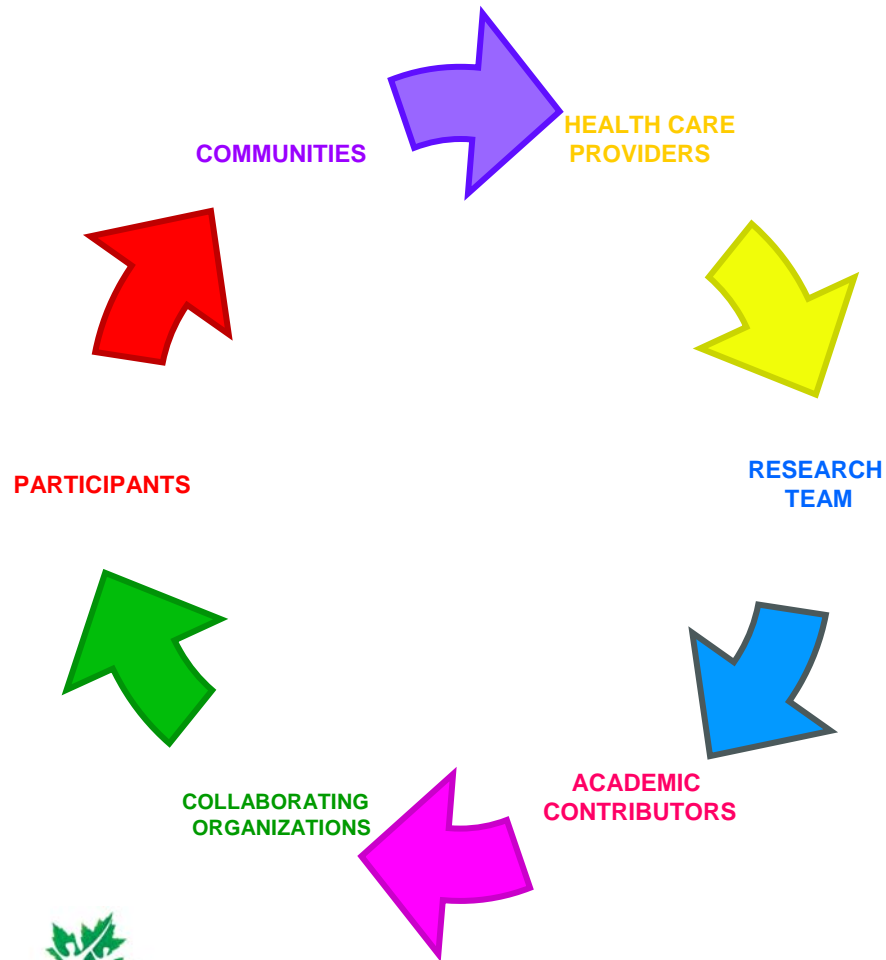 COMMUNITIES
HEALTH CARE
PROVIDERS
RESEARCH
TEAM
ACADEMIC
CONTRIBUTORS
COLLABORATING
ORGANIZATIONS
PARTICIPANTS